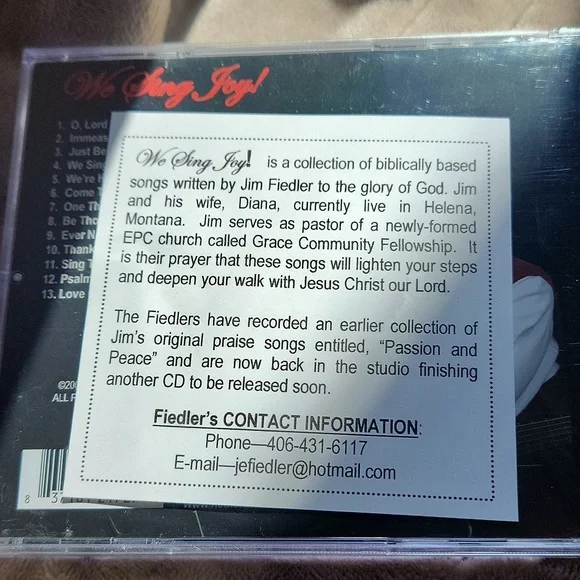 We Sing Joy!
1. O, Lord
2. Immeas
3. Just Be
4. We Sing
5. We're H
6. Come T
7. One Th
8. Be Tho
9. Ever N
10. Thank
11. Sing T
12. Psalm
13. Love
©200
ALL R
8
We Sing Joy! is a collection of biblically based
songs written by Jim Fiedler to the glory of God. Jim
and his wife, Diana, currently live in Helena,
Montana. Jim serves as pastor of a newly-formed
EPC church called Grace Community Fellowship. It
is their prayer that these songs will lighten your steps
and deepen your walk with Jesus Christ our Lord.
The Fiedlers have recorded an earlier collection of
Jim's original praise songs entitled, "Passion and
Peace" and are now back in the studio finishing
another CD to be released soon.
Fiedler's CONTACT INFORMATION:
Phone—406-431-6117
E-mail—jefiedler@hotmail.com